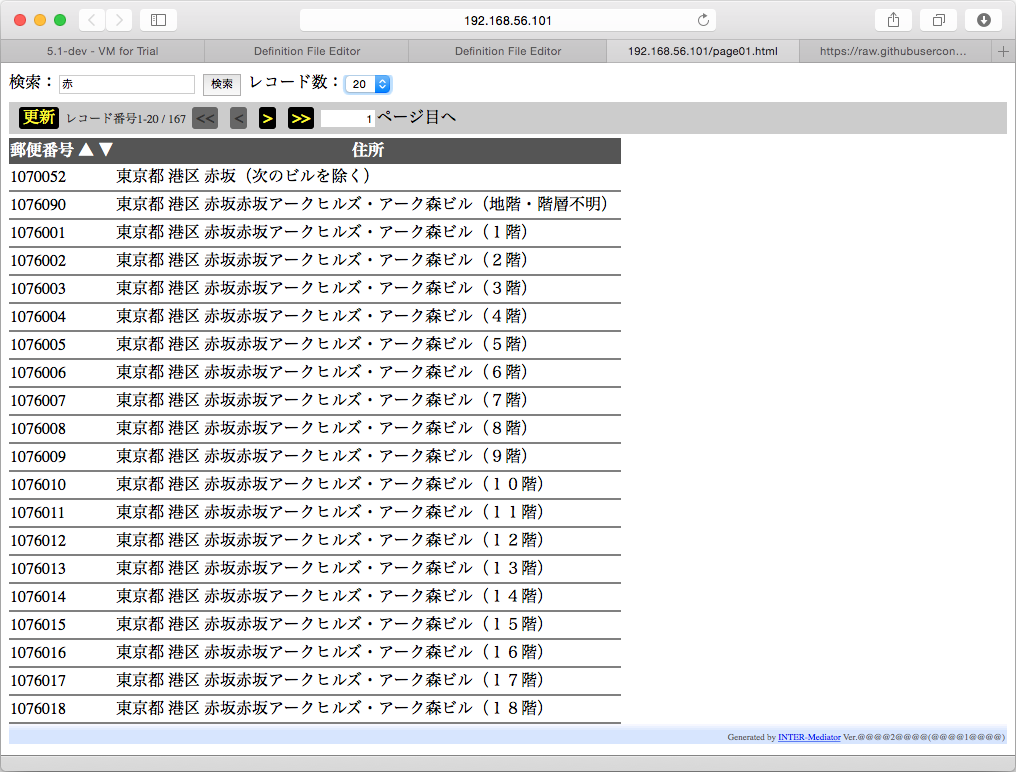 192.168.56.101
5.1-dev - VM for Trial Definition File Editor Definition File Editor 192.168.56.101/page01.html https://raw.githubusercon...
検索： 赤 検索 レコード数： 20
更新 レコード番号1-20 / 167 << < > >> 1 ページ目へ
郵便番号 ▲ ▼ 住所
1070052 東京都 港区 赤坂（次のビルを除く）
1076090 東京都 港区 赤坂赤坂アークヒルズ・アーク森ビル（地階・階層不明）
1076001 東京都 港区 赤坂赤坂アークヒルズ・アーク森ビル（１階）
1076002 東京都 港区 赤坂赤坂アークヒルズ・アーク森ビル（２階）
1076003 東京都 港区 赤坂赤坂アークヒルズ・アーク森ビル（３階）
1076004 東京都 港区 赤坂赤坂アークヒルズ・アーク森ビル（４階）
1076005 東京都 港区 赤坂赤坂アークヒルズ・アーク森ビル（５階）
1076006 東京都 港区 赤坂赤坂アークヒルズ・アーク森ビル（６階）
1076007 東京都 港区 赤坂赤坂アークヒルズ・アーク森ビル（７階）
1076008 東京都 港区 赤坂赤坂アークヒルズ・アーク森ビル（８階）
1076009 東京都 港区 赤坂赤坂アークヒルズ・アーク森ビル（９階）
1076010 東京都 港区 赤坂赤坂アークヒルズ・アーク森ビル（１０階）
1076011 東京都 港区 赤坂赤坂アークヒルズ・アーク森ビル（１１階）
1076012 東京都 港区 赤坂赤坂アークヒルズ・アーク森ビル（１２階）
1076013 東京都 港区 赤坂赤坂アークヒルズ・アーク森ビル（１３階）
1076014 東京都 港区 赤坂赤坂アークヒルズ・アーク森ビル（１４階）
1076015 東京都 港区 赤坂赤坂アークヒルズ・アーク森ビル（１５階）
1076016 東京都 港区 赤坂赤坂アークヒルズ・アーク森ビル（１６階）
1076017 東京都 港区 赤坂赤坂アークヒルズ・アーク森ビル（１７階）
1076018 東京都 港区 赤坂赤坂アークヒルズ・アーク森ビル（１８階）
Generated by INTER-Mediator Ver.@@@@2@@@@(@@@@1@@@@)